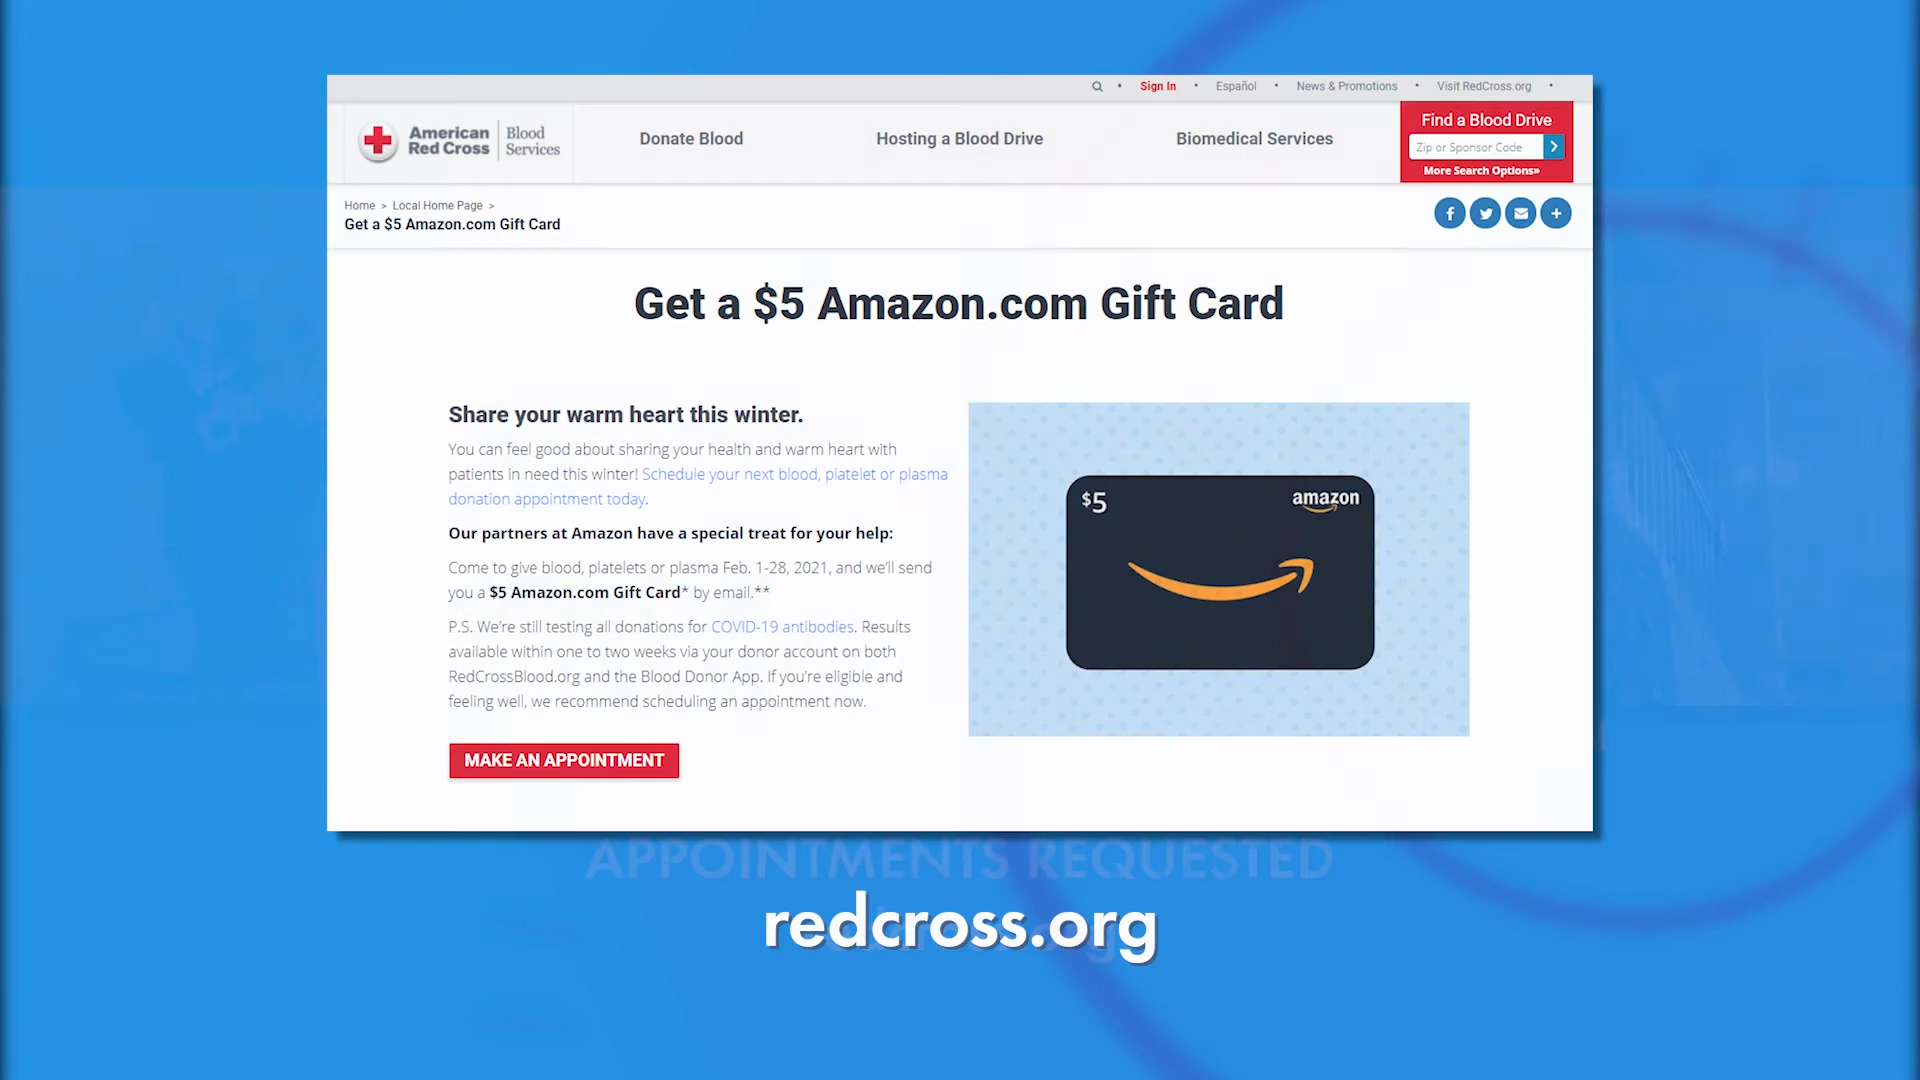 Sign In • Español • News & Promotions • Visit RedCross.org •
American Red Cross
Blood Services
Donate Blood
Hosting a Blood Drive
Biomedical Services
Find a Blood Drive
Zip or Sponsor Code
More Search Options»
Home > Local Home Page >
Get a $5 Amazon.com Gift Card
Get a $5 Amazon.com Gift Card
Share your warm heart this winter.
You can feel good about sharing your health and warm heart with
patients in need this winter! Schedule your next blood, platelet or plasma
donation appointment today.
Our partners at Amazon have a special treat for your help:
Come to give blood, platelets or plasma Feb. 1-28, 2021, and we'll send
you a $5 Amazon.com Gift Card* by email.**
P.S. We're still testing all donations for COVID-19 antibodies. Results
available within one to two weeks via your donor account on both
RedCrossBlood.org and the Blood Donor App. If you're eligible and
feeling well, we recommend scheduling an appointment now.
MAKE AN APPOINTMENT
$5
amazon
APPOINTMENTS REQUESTED
redcross.org